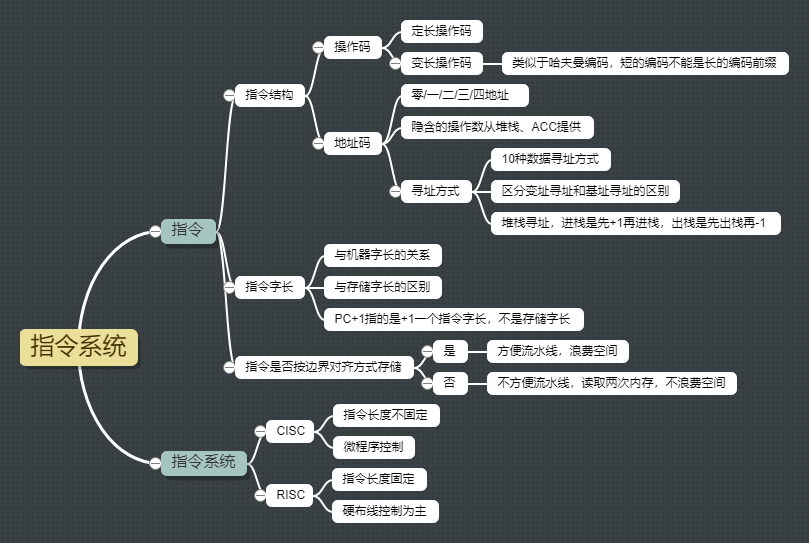 指令系统
指令
指令结构
操作码
定长操作码
变长操作码
类似于哈夫曼编码，短的编码不能是长的编码前缀
地址码
零/一/二/三/四地址
隐含的操作数从堆栈、ACC提供
寻址方式
10种数据寻址方式
区分变址寻址和基址寻址的区别
堆栈寻址，进栈是先+1再进栈，出栈是先出栈再-1
指令字长
与机器字长的关系
与存储字长的区别
PC+1指的是+1一个指令字长，不是存储字长
指令是否按边界对齐方式存储
是
方便流水线，浪费空间
否
不方便流水线，读取两次内存，不浪费空间
指令系统
CISC
指令长度不固定
微程序控制
RISC
指令长度固定
硬布线控制为主